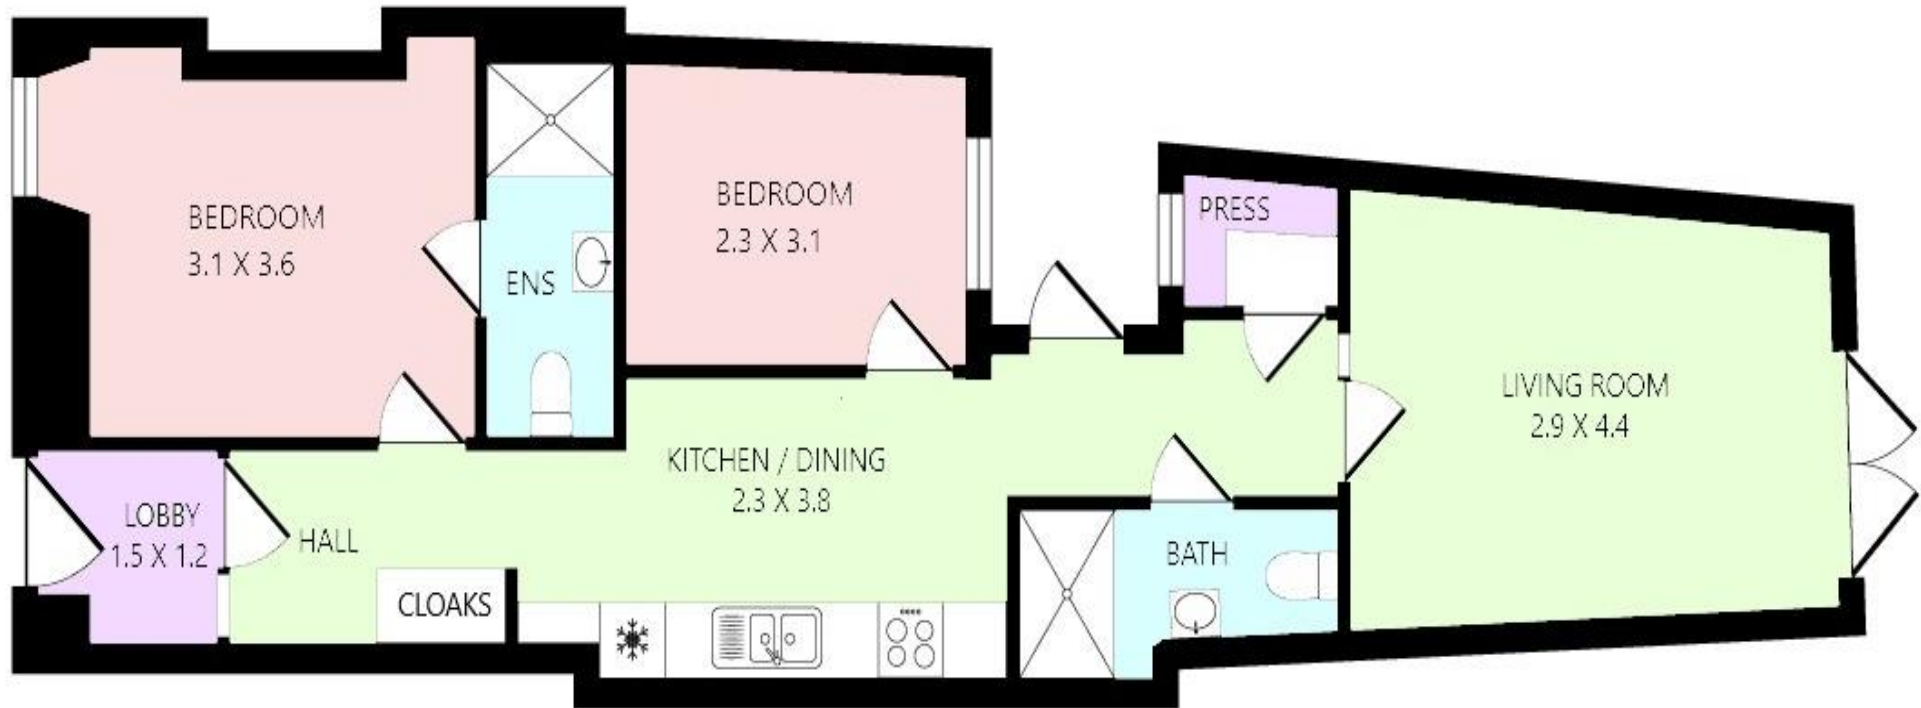 BEDROOM
3.1 X 3.6
ENS
BEDROOM
2.3 X 3.1
PRESS
LIVING ROOM
2.9 X 4.4
KITCHEN / DINING
2.3 X 3.8
LOBBY
1.5 X 1.2
HALL
CLOAKS
BATH